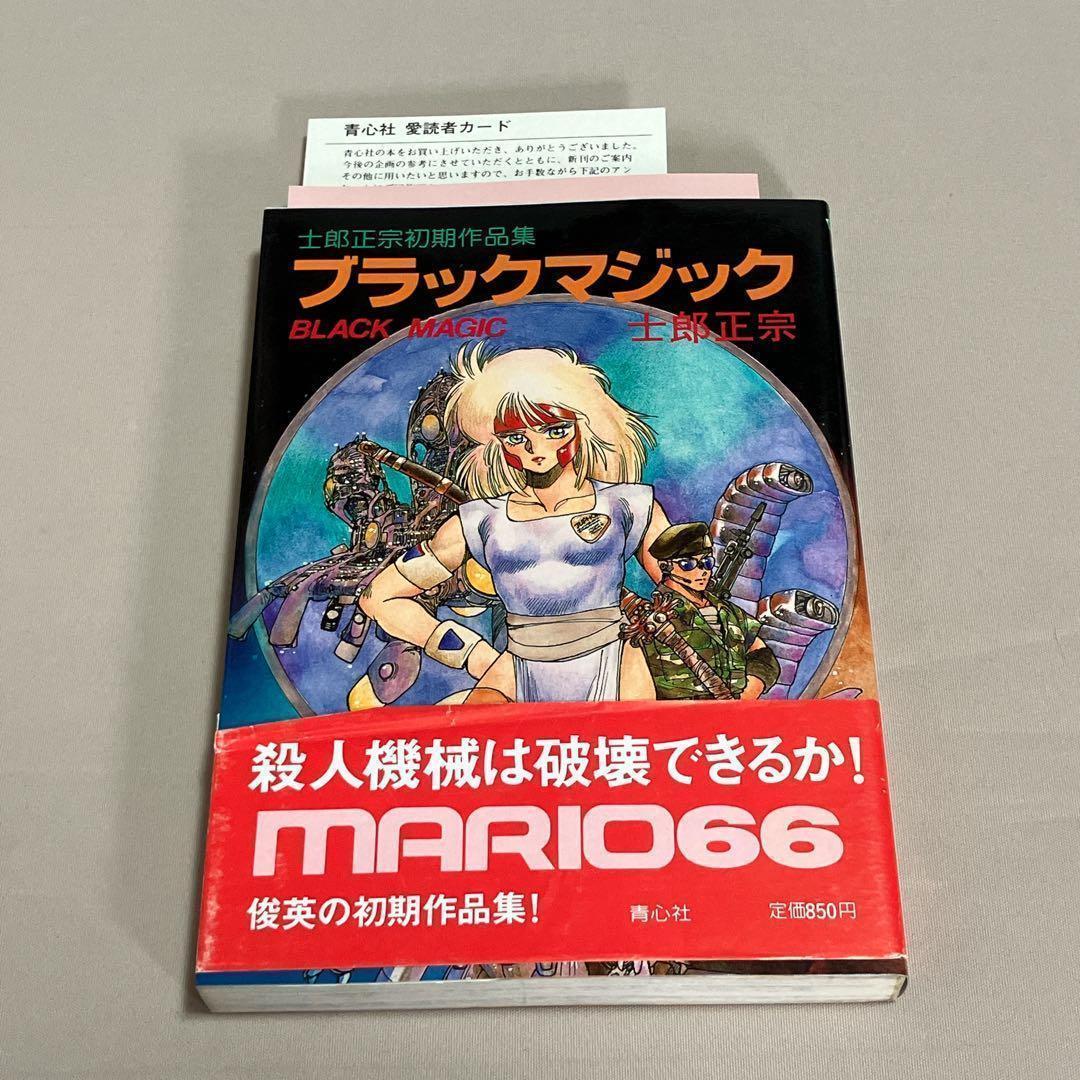 青心社 愛読者カード
青心社の本をお買い上げいただき、ありがとうございました。
今後の企画の参考にさせていただくとともに、新刊のご案内
その他に用いたいと思いますので、お手数ながら下記のアン
士郎正宗初期作品集
ブラックマジック
BLACK MAGIC
士郎正宗
殺人機械は破壊できるか!
MARIO66
俊英の初期作品集!
青心社
定価850円